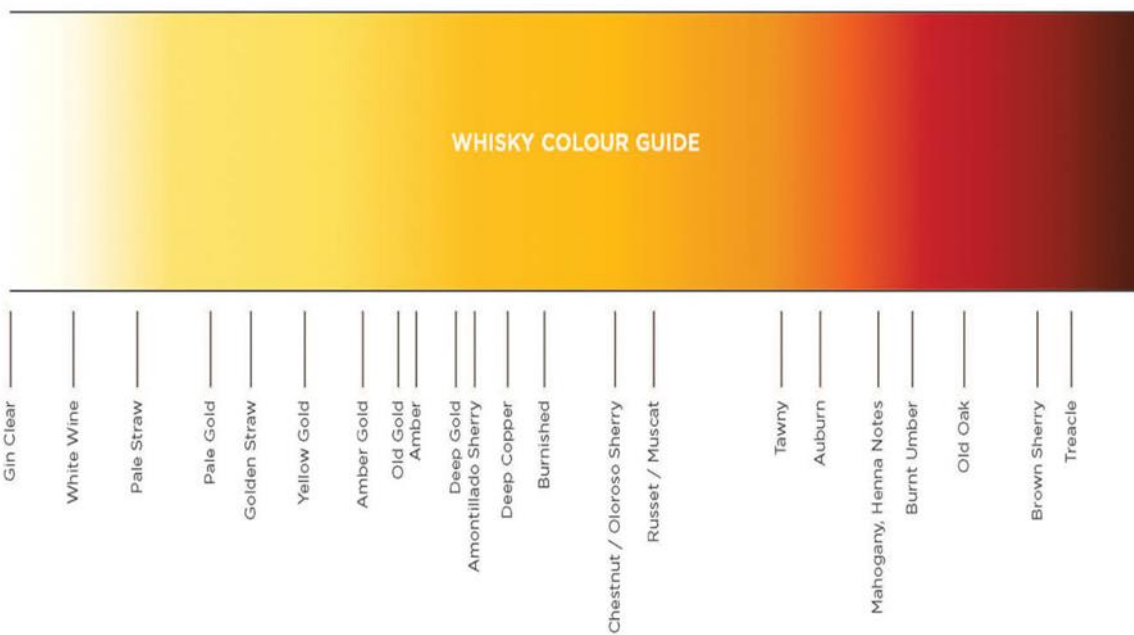 WHISKY COLOUR GUIDE
Gin Clear
White Wine
Pale Straw
Pale Gold
Golden Straw
Yellow Gold
Amber Gold
Old Gold
Amber
Deep Gold
Amontillado Sherry
Deep Copper
Burnished
Chestnut / Oloroso Sherry
Russet / Muscat
Tawny
Auburn
Mahogany, Henna Notes
Burnt Umber
Old Oak
Brown Sherry
Treacle